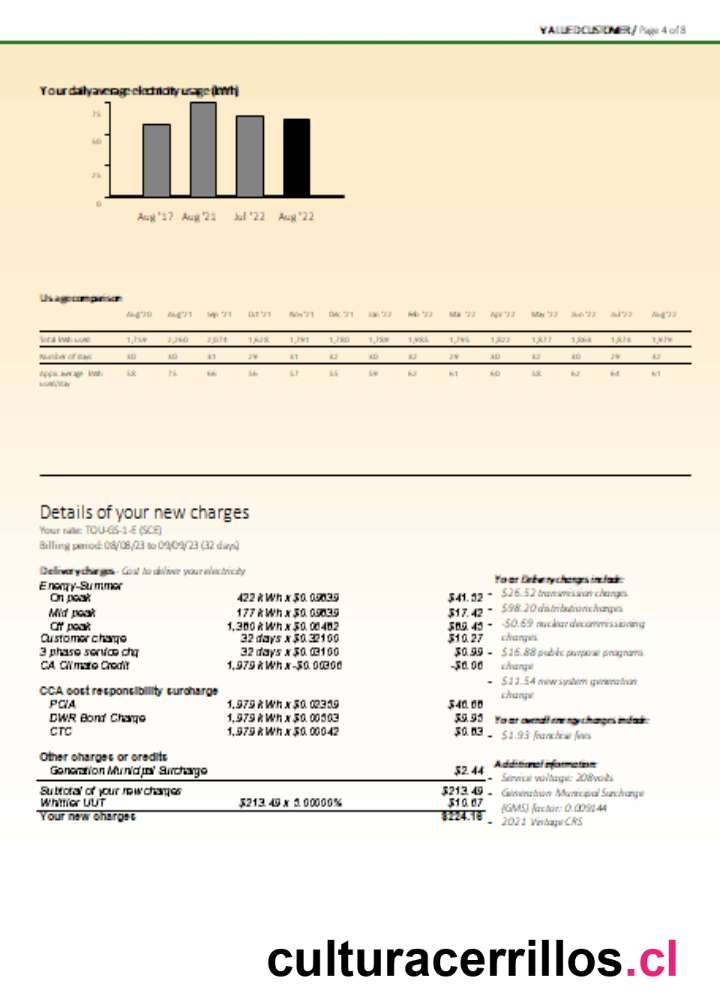 VALUED CUSTOMER / Page 4 of 8
Your daily average electricity usage (kWh)
75
50
25
0
Aug '17 Aug '21 Jul '22 Aug '22
Usage comparison
Aug'20 Aug'21 Sep '21 Oct'21 Nov'21 Dec '21 Jan '22 Feb '22 Mar '22 Apr'22 May '22 Jun '22 Jul'22 Aug'22
Total kWh used 1,759 2,260 2,074 1,628 1,791 1,780 1,789 1,985 1,795 1,822 1,877 1,874 1,979
Number of days 30 30 31 29 31 32 30 32 29 30 32 30 29 32
Appx. average kWh 58 75 66 56 57 55 59 62 61 60 58 62 64 61
used/day
Details of your new charges
Your rate: TOU-GS-1-E (SCE)
Billing period: 08/08/23 to 09/09/23 (32 days)
Delivery charges - Cost to deliver your electricity
Energy-Summer
On peak 422 kWh x $0.09839 $41.52
Mid peak 177 kWh x $0.09839 $17.42
Off peak $69.45
Customer charge 32 days x $0.32100 $10.27
3 phase service chg 32 days x $0.03100 $0.99
CA Climate Credit 1,979 kWh x -$0.00306 -$6.06
CCA cost responsibility surcharge
PCIA 1,979 kWh x $0.02359 $46.68
DWR Bond Charge 1,979 kWh x $0.00503 $9.95
CTC 1,979 kWh x $0.00042 $0.83
Other charges or credits
Generation Municipal Surcharge $2.44
Subtotal of your new charges $213.49
Whittier UUT $213.49 x 5.00000% $10.67
Your new charges $224.16
Your Delivery charges include:
- $26.52 transmission charges
- $98.20 distribution charges
- -$0.69 nuclear decommissioning
charges
- $16.88 public purpose programs
charge
- $11.54 new system generation
charge
Your overall energy charges include:
- $1.93 franchise fees
Additional information:
- Service voltage: 208 volts
- Generation Municipal Surcharge
(GMS) factor: 0.009144
- 2021 Vintage CRS
culturacerrillos.cl